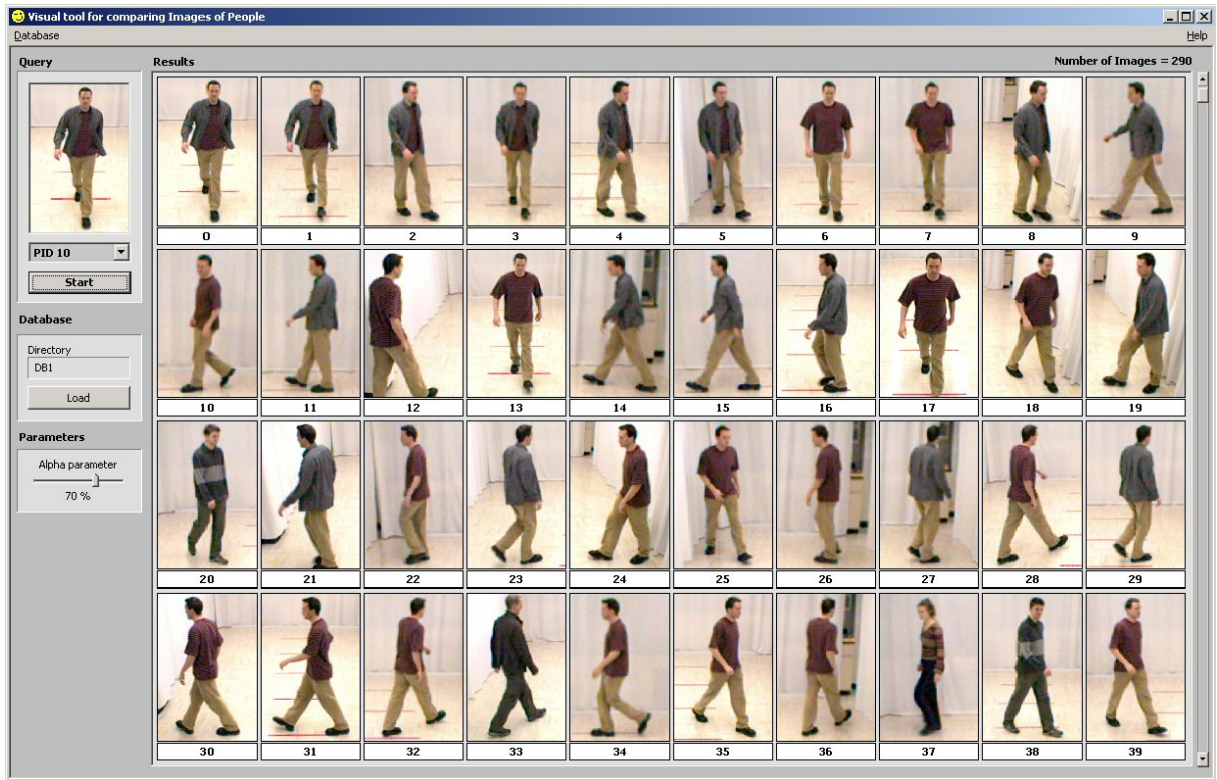 Visual tool for comparing Images of People
Database Help
Query
Results
Number of Images = 290
0 1 2 3 4 5 6 7 8 9
PID 10
Start
10 11 12 13 14 15 16 17 18 19
Database
Directory
DB1
Load
Parameters
Alpha parameter
70 %
20 21 22 23 24 25 26 27 28 29
30 31 32 33 34 35 36 37 38 39